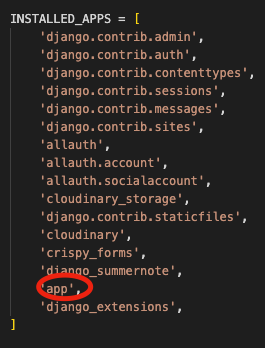 INSTALLED_APPS = [
'django.contrib.admin',
'django.contrib.auth',
'django.contrib.contenttypes',
'django.contrib.sessions',
'django.contrib.messages',
'django.contrib.sites',
'allauth',
'allauth.account',
'allauth.socialaccount',
'cloudinary_storage',
'django.contrib.staticfiles',
'cloudinary',
'crispy_forms',
'django_summernote',
'app',
'django_extensions',
]